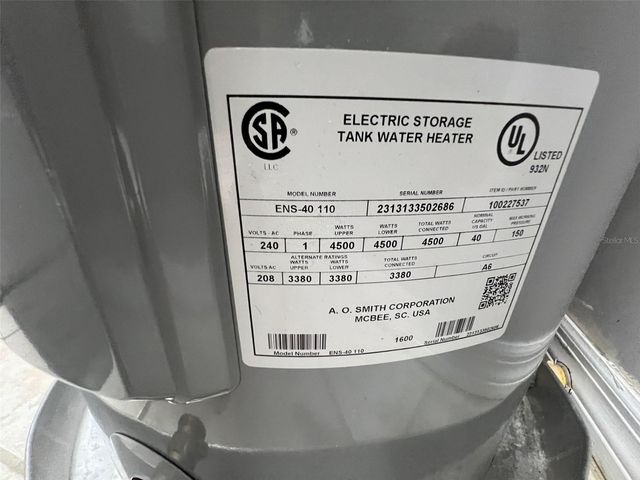 CSA ®
LLC
ELECTRIC STORAGE
TANK WATER HEATER
UL ® LISTED
932N
MODEL NUMBER SERIAL NUMBER ITEM ID / PART NUMBER
ENS-40 110 2313133502686 100227537
VOLTS - AC PHASE WATTS UPPER WATTS LOWER TOTAL WATTS CONNECTED NOMINAL CAPACITY US GAL MAX WORKING PRESSURE
240 1 4500 4500 4500 40 150
ALTERNATE RATINGS
VOLTS AC WATTS UPPER WATTS LOWER TOTAL WATTS CONNECTED CIRCUIT
208 3380 3380 3380 A6
A. O. SMITH CORPORATION
MCBEE, SC. USA
Model Number ENS-40 110 1600 Serial Number 2313133502686
Stellar MLS